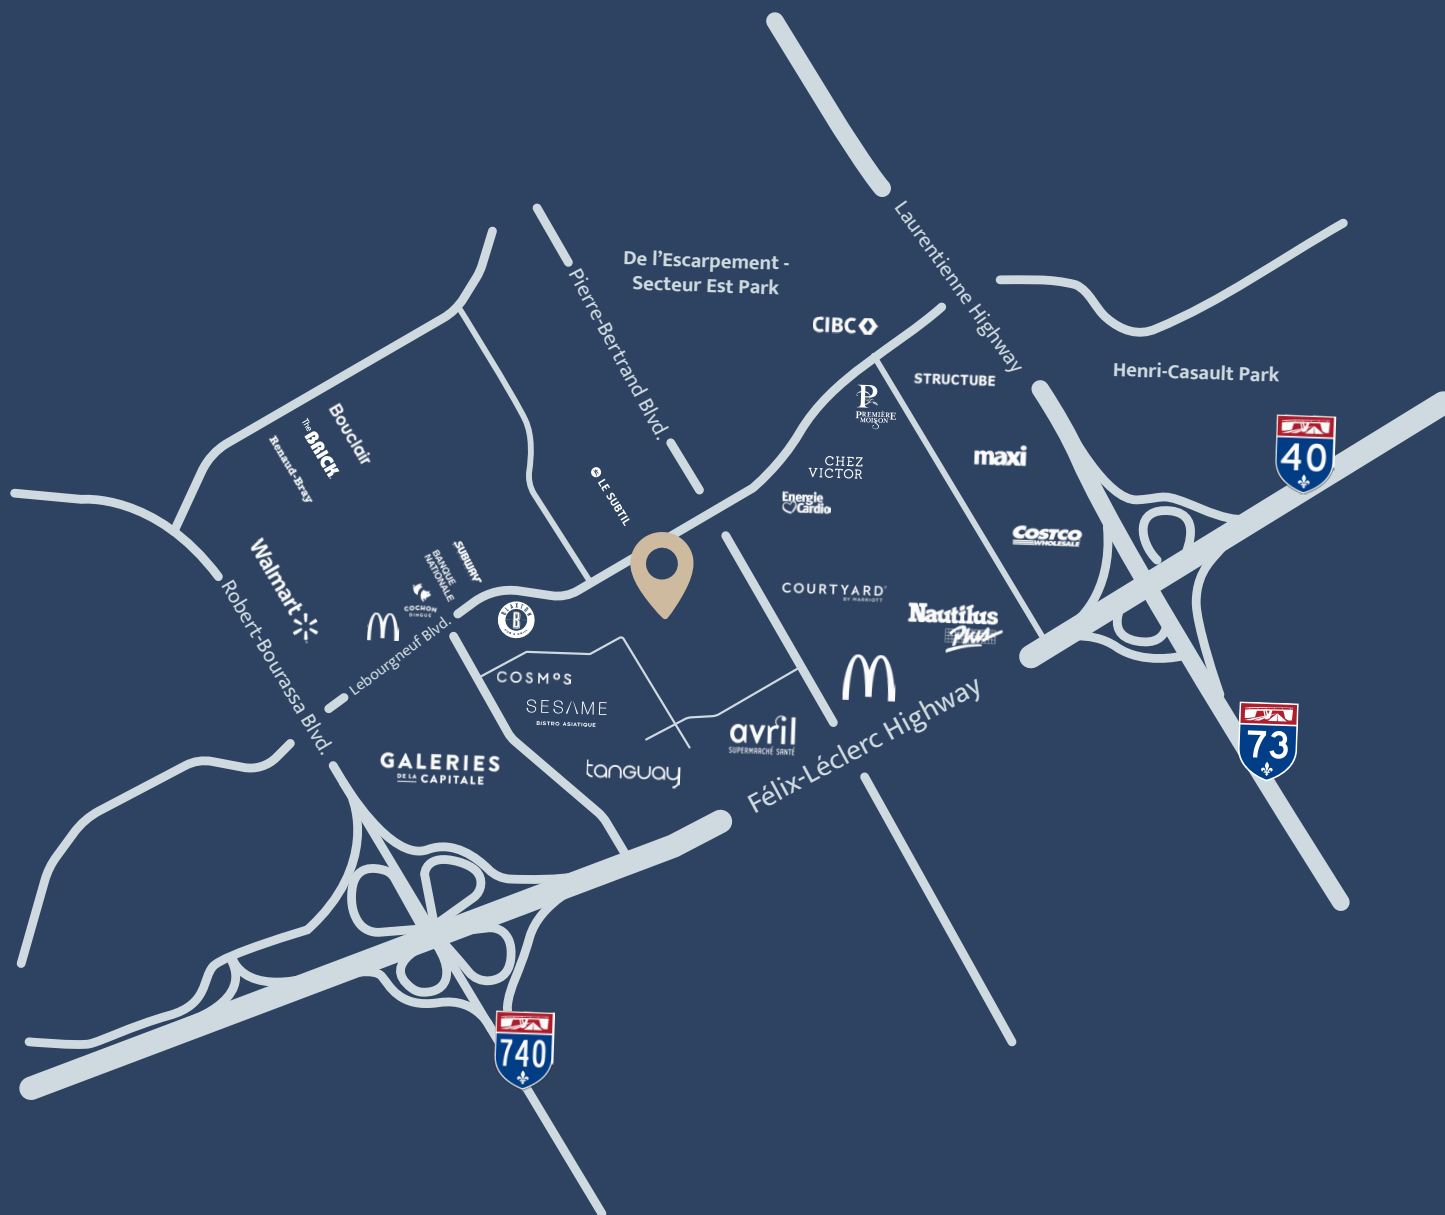 De l’Escarpement -
Secteur Est Park
Laurentienne Highway
Pierre-Bertrand Blvd.
CIBC
STRUCTUBE
Henri-Casault Park
PREMIÈRE
MOISON
Bouclair
The BRICK
Renaud-Bray
40
maxi
CHEZ
VICTOR
LE SUBTIL
Energie
Cardio
COSTCO
WHOLESALE
Walmart
SUBWAY
BANQUE
NATIONALE
COCHON
DINGUE
B
COURTYARD
BY MARRIOTT
Nautilus
Plus
Lebourgneuf Blvd.
Robert-Bourassa Blvd.
COSMOS
SESAME
BISTRO ASIATIQUE
avril
SUPERMARCHÉ SANTÉ
73
GALERIES
DE LA CAPITALE
tanguay
Félix-Léclerc Highway
740